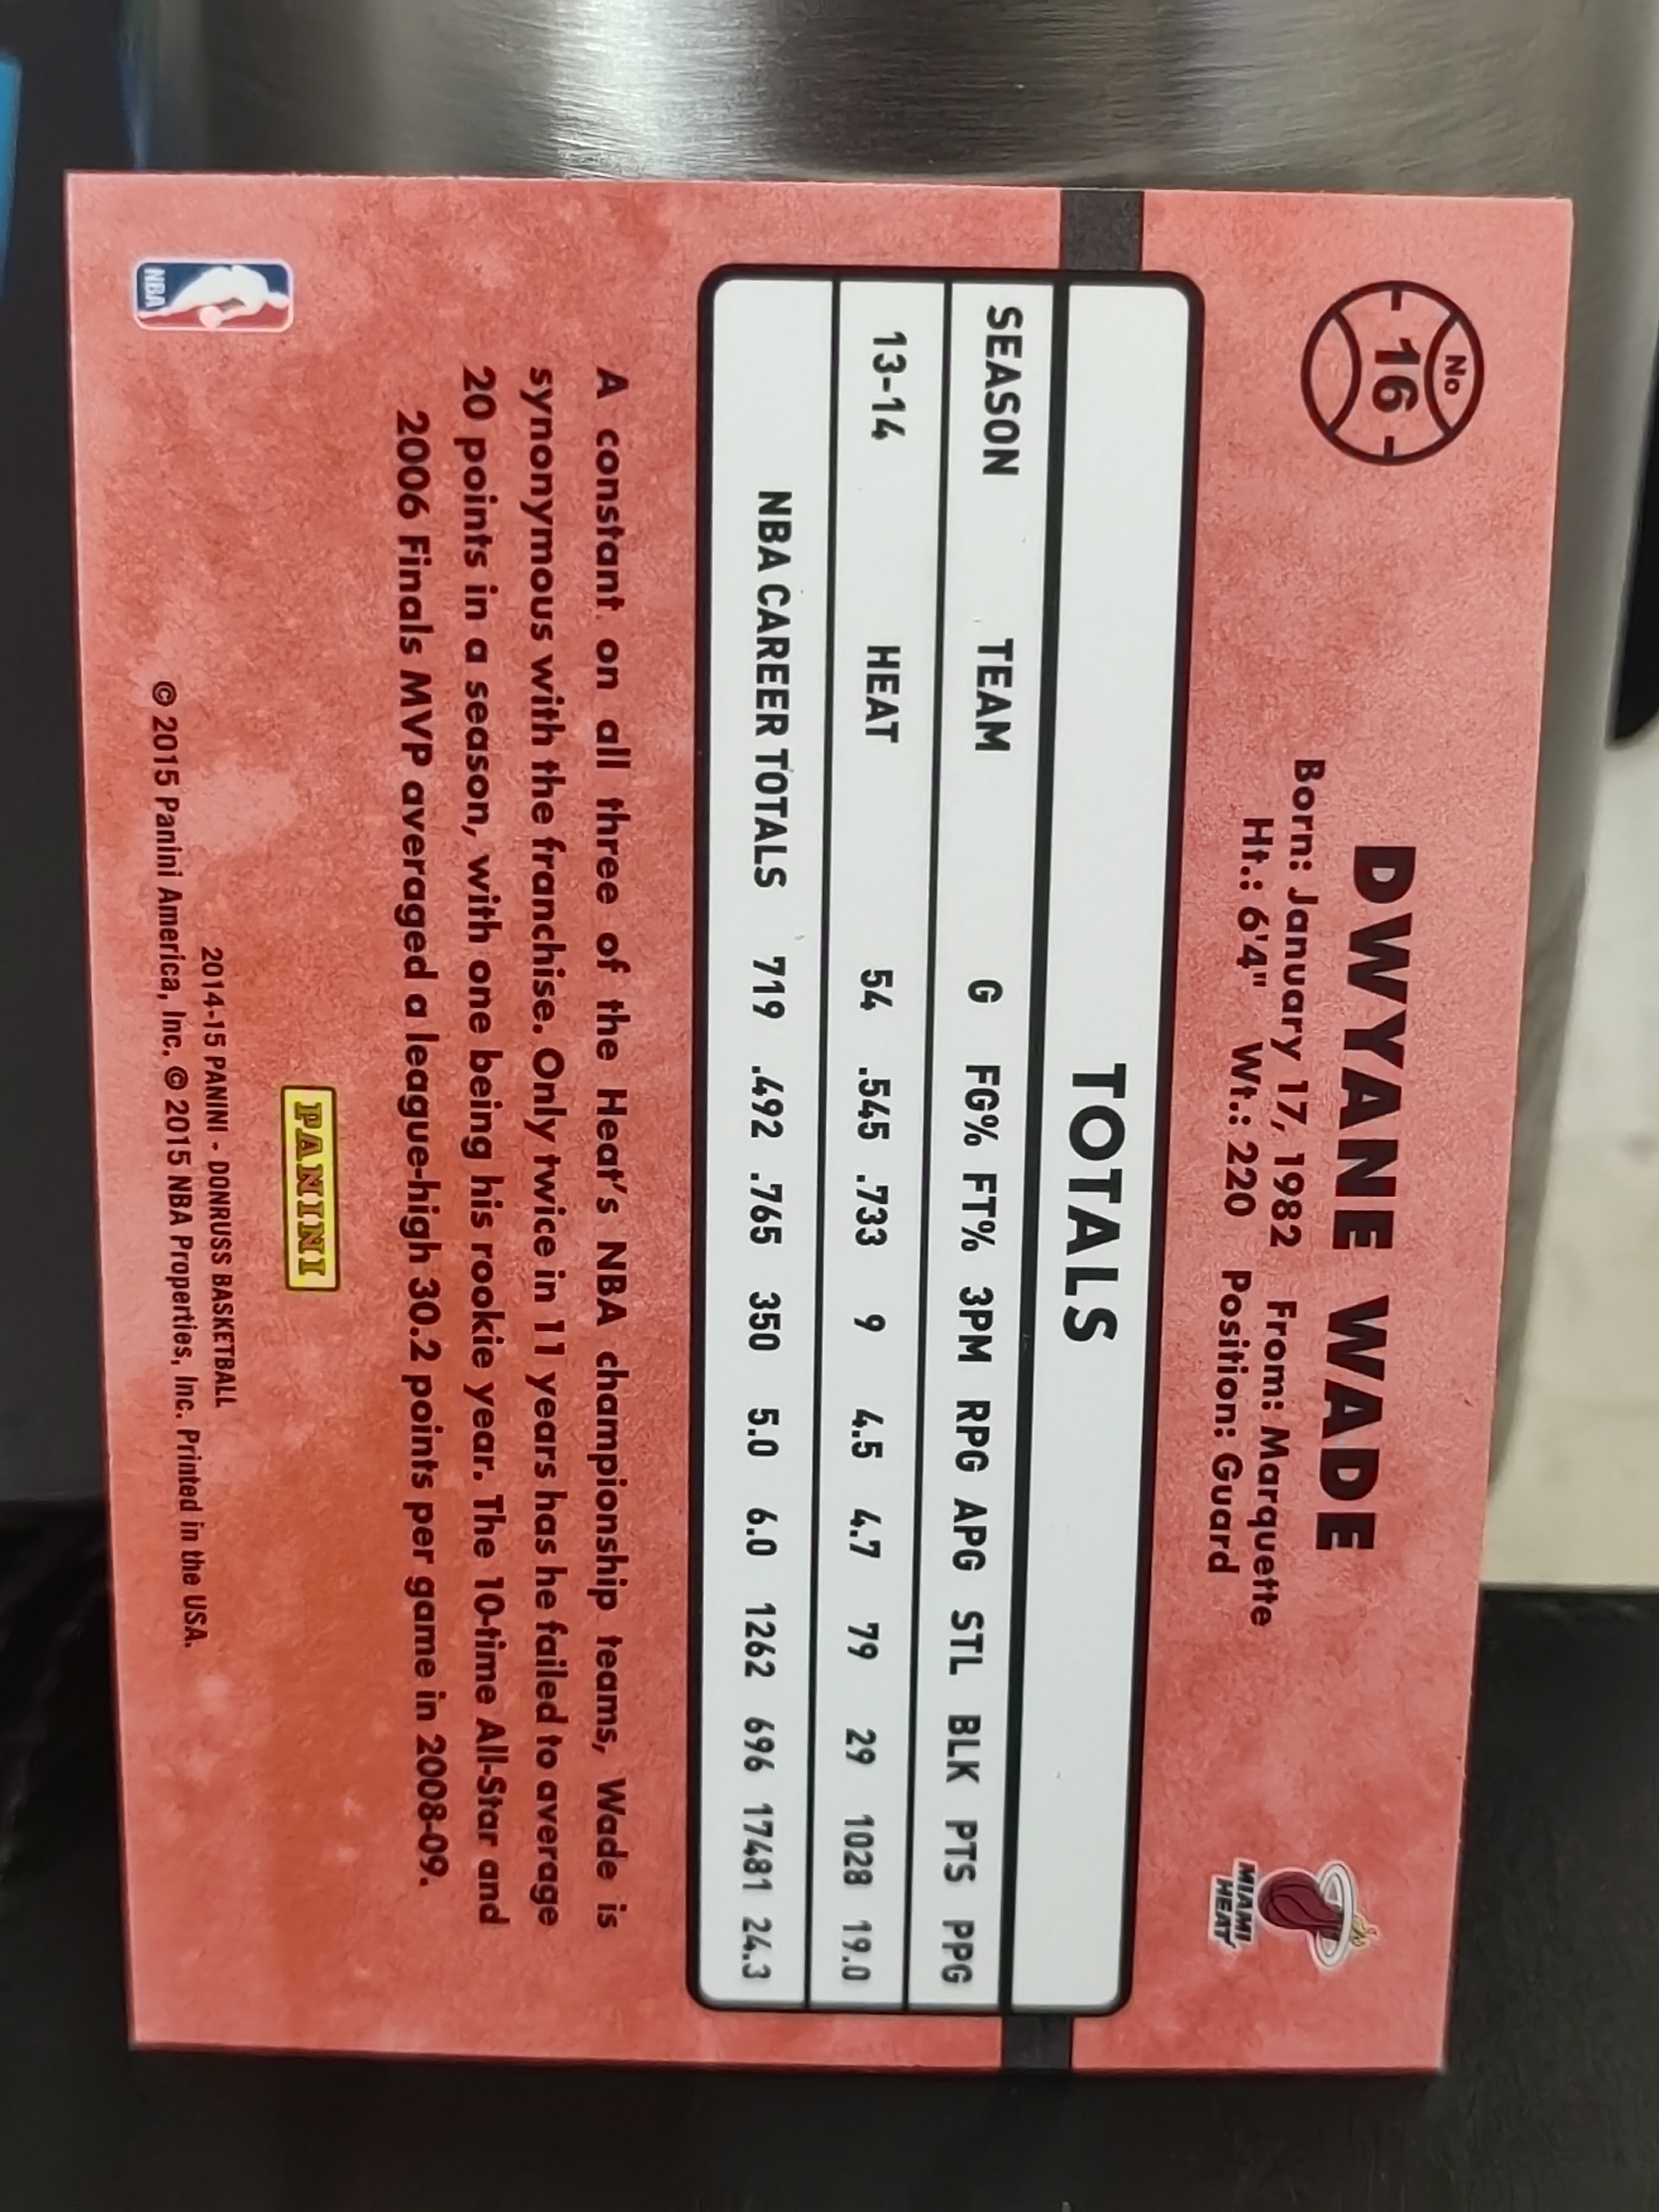 No
16
DWYANE WADE
Born: January 17, 1982 From: Marquette
Ht.: 6'4" Wt.: 220 Position: Guard
MIAMI
HEAT
TOTALS
SEASON TEAM G FG% FT% 3PM RPG APG STL BLK PTS PPG
13-14 HEAT 54 .545 .733 9 4.5 4.7 79 29 1028 19.0
NBA CAREER TOTALS 719 .492 .765 350 5.0 6.0 1262 696 17481 24.3
A constant on all three of the Heat's NBA championship teams, Wade is
synonymous with the franchise. Only twice in 11 years has he failed to average
20 points in a season, with one being his rookie year. The 10-time All-Star and
2006 Finals MVP averaged a league-high 30.2 points per game in 2008-09.
PANINI
NBA
2014-15 PANINI - DONRUSS BASKETBALL
© 2015 Panini America, Inc. © 2015 NBA Properties, Inc. Printed in the USA.